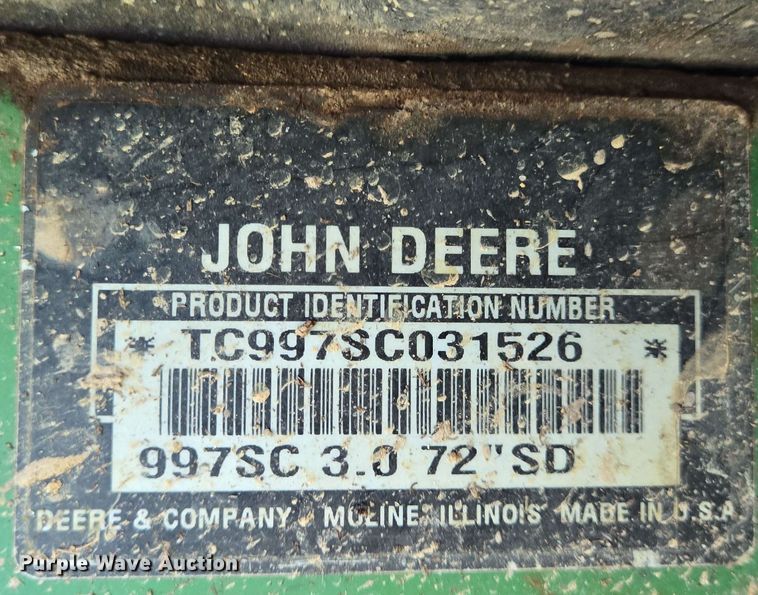 JOHN DEERE
PRODUCT IDENTIFICATION NUMBER
* TC997SC031526 *
997SC 3.0 72"SD
DEERE & COMPANY MOLINE, ILLINOIS MADE IN U.S.A
Purple Wave Auction